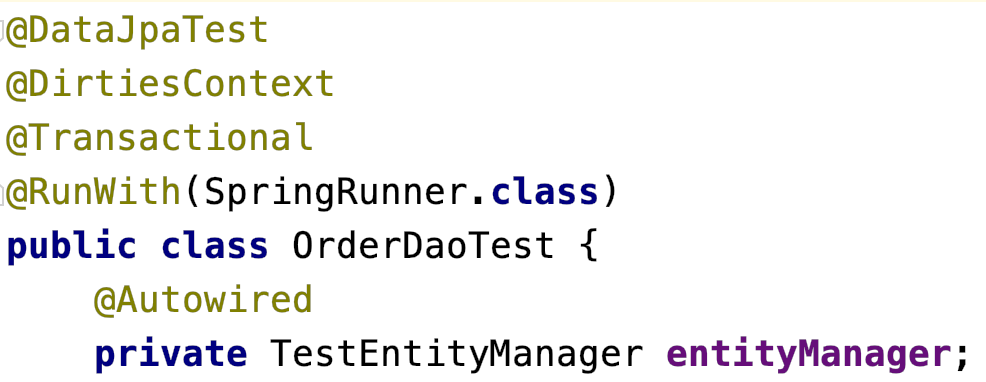 @DataJpaTest
@DirtiesContext
@Transactional
@RunWith(SpringRunner.class)
public class OrderDaoTest {
    @Autowired
    private TestEntityManager entityManager;